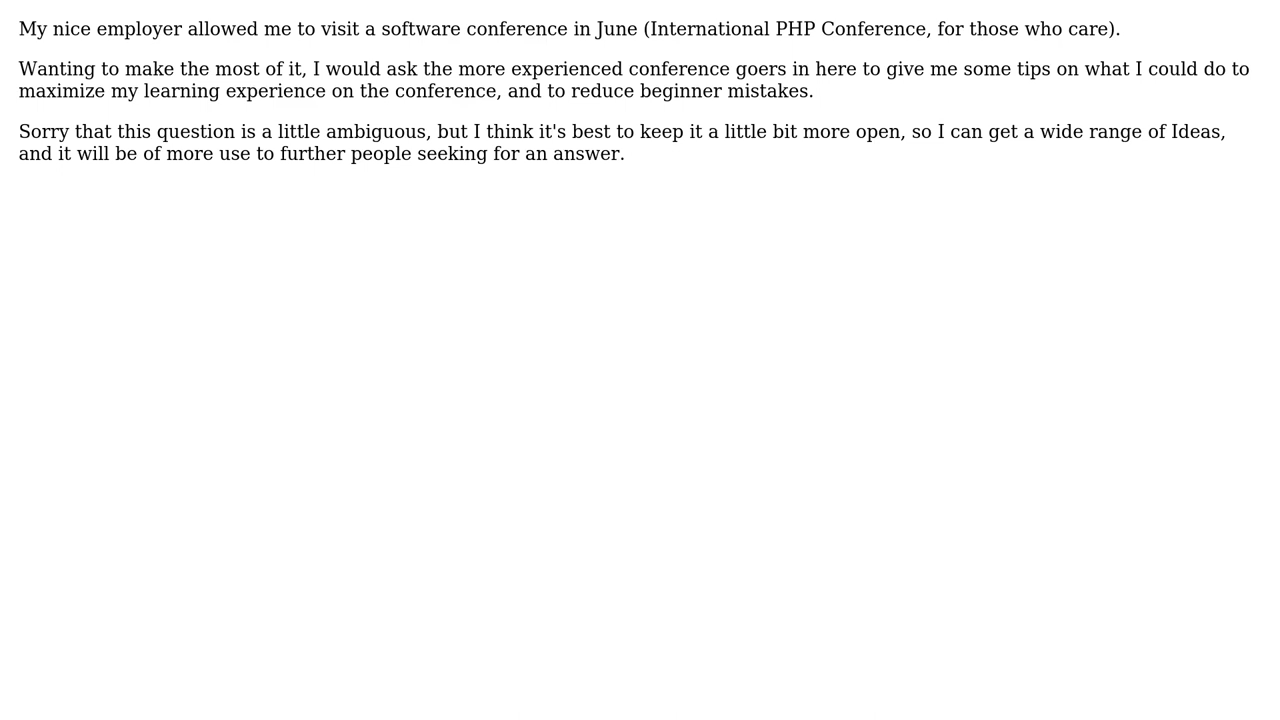 My nice employer allowed me to visit a software conference in June (International PHP Conference, for those who care).
Wanting to make the most of it, I would ask the more experienced conference goers in here to give me some tips on what I could do to
maximize my learning experience on the conference, and to reduce beginner mistakes.
Sorry that this question is a little ambiguous, but I think it's best to keep it a little bit more open, so I can get a wide range of Ideas,
and it will be of more use to further people seeking for an answer.